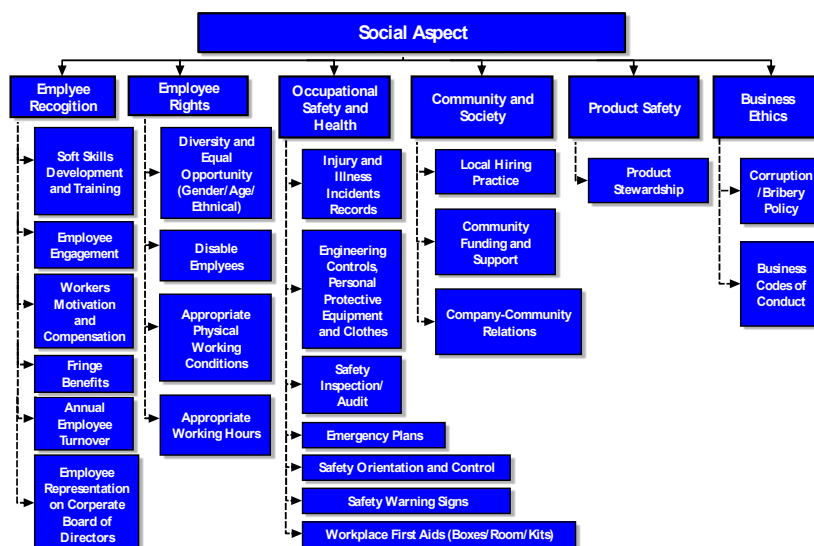 Social Aspect
Emplyee
Recogition
Employee
Rights
Occupational
Safety and
Health
Community and
Society
Product Safety
Business
Ethics
Soft Skills
Development
and Training
Employee
Engagement
Workers
Motivation
and
Compensation
Fringe
Benefits
Annual
Employee
Turnover
Employee
Representation
on Corperate
Board of
Directors
Diversity and
Equal
Opportunity
(Gender/ Age/
Ethnical)
Disable
Emplyees
Appropriate
Physical
Working
Conditions
Appropriate
Working Hours
Injury and
Illness
Incidents
Records
Engineering
Controls,
Personal
Protective
Equipment
and Clothes
Safety
Inspection/
Audit
Emergency Plans
Safety Orientation and Control
Safety Warning Signs
Workplace First Aids (Boxes/ Room/ Kits)
Local Hiring
Practice
Community
Funding and
Support
Company-Community
Relations
Product
Stewardship
Corruption
/ Bribery
Policy
Business
Codes of
Conduct